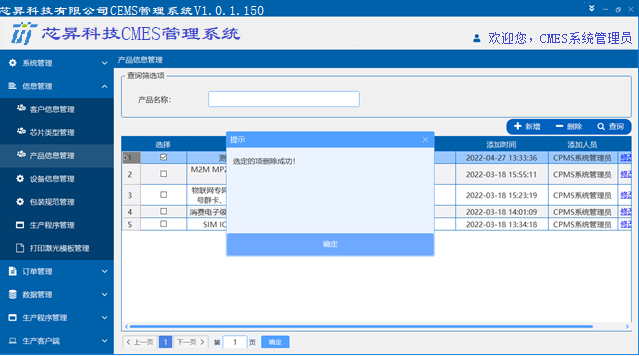 芯昇科技有限公司CEMS管理系统V1.0.1.150
芯昇科技CMES管理系统
欢迎您，CMES系统管理员
系统管理
信息管理
客户信息管理
芯片类型管理
产品信息管理
设备信息管理
包装规范管理
生产程序管理
打印激光模板管理
订单管理
数据管理
生产程序管理
生产客户端
产品信息管理
查询筛选项
产品名称:
新增
删除
查询
选择 添加时间 添加人员
1 测 2022-04-27 13:33:36 CPMS系统管理员 修改
2 M2M MP2 2022-03-18 15:55:11 CPMS系统管理员 修改
3 物联网专网 号群卡、 2022-03-18 15:23:19 CPMS系统管理员 修改
4 消费电子级 2022-03-18 14:01:09 CPMS系统管理员 修改
5 SIM IC 2022-03-18 13:34:18 CPMS系统管理员 修改
提示
选定的项删除成功!
确定
上一页 1 下一页 第 1 页 确定